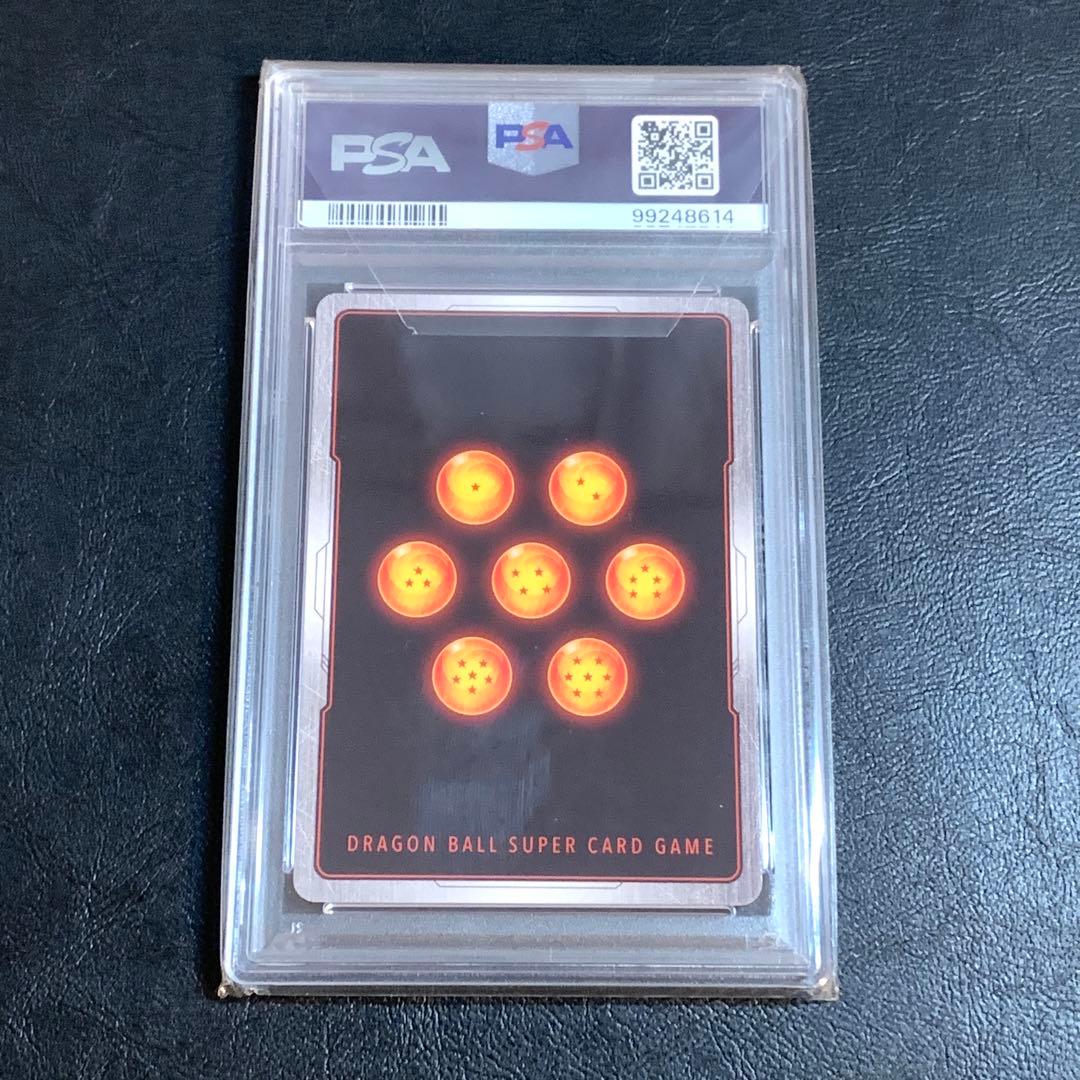 PSA
PSA
99248614
DRAGON BALL SUPER CARD GAME